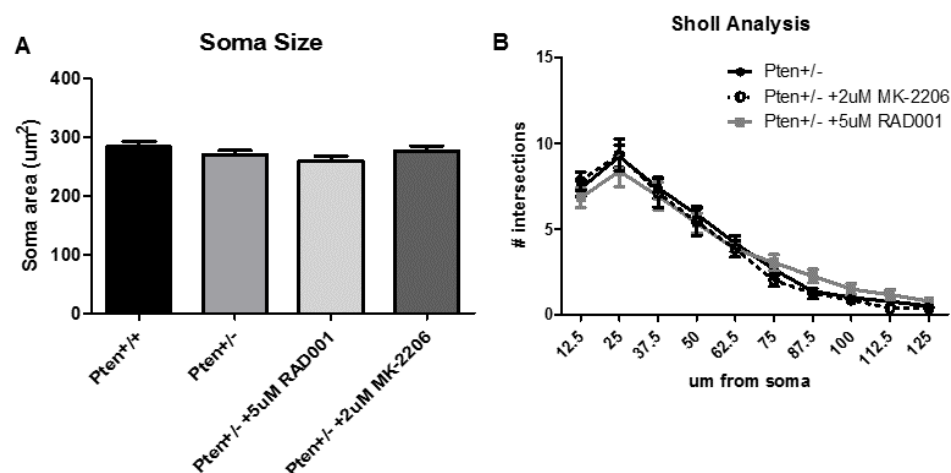 A
Soma Size
Soma area (um²)
400
300
200
100
0
Pten+/+
Pten+/-
Pten+/- +5uM RAD001
Pten+/- +2uM MK-2206
B
Sholl Analysis
# intersections
15
10
5
0
Pten+/-
Pten+/- +2uM MK-2206
Pten+/- +5uM RAD001
12.5
25
37.5
50
62.5
75
87.5
100
112.5
125
um from soma